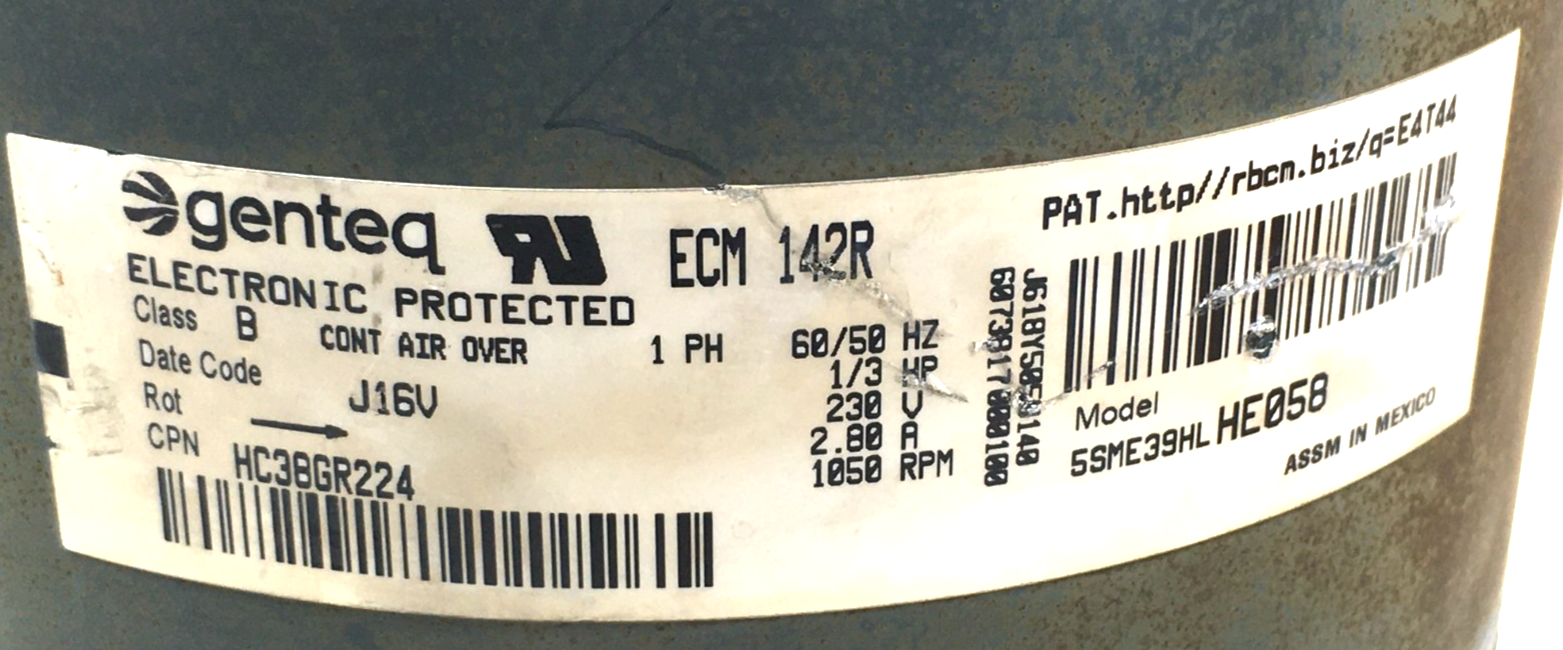 genteq
ECM 142R
ELECTRONIC PROTECTED
Class B CONT AIR OVER
1 PH 60/50 HZ
1/3 HP
230 V
2.80 A
1050 RPM
Date Code J16V
Rot
CPN HC38GR224
PAT.http//rbcm.biz/q=E4T44
Model
5SME39HL HE058
ASSM IN MEXICO